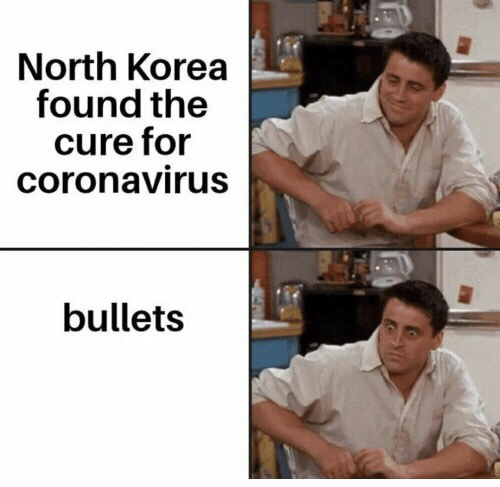 North Korea
found the
cure for
coronavirus
bullets